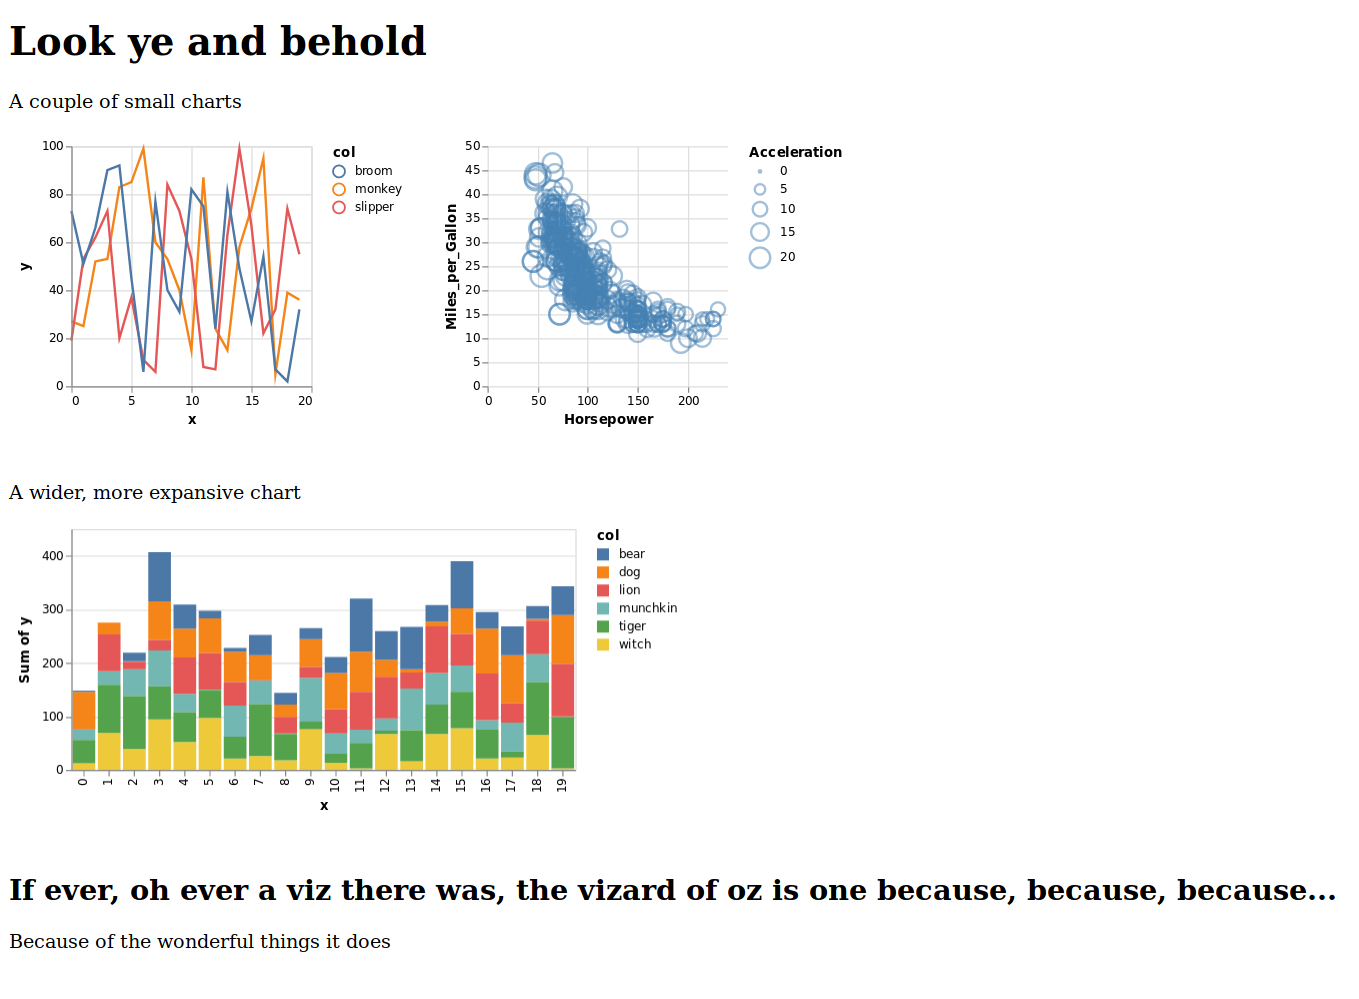 Look ye and behold
A couple of small charts
100
80
60
40
20
0
y
0 5 10 15 20
x
col
broom
monkey
slipper
50
45
40
35
30
25
20
15
10
5
0
Miles_per_Gallon
0 50 100 150 200
Horsepower
Acceleration
0
5
10
15
20
A wider, more expansive chart
400
300
200
100
0
Sum of y
0 1 2 3 4 5 6 7 8 9 10 11 12 13 14 15 16 17 18 19
x
col
bear
dog
lion
munchkin
tiger
witch
If ever, oh ever a viz there was, the vizard of oz is one because, because, because...
Because of the wonderful things it does